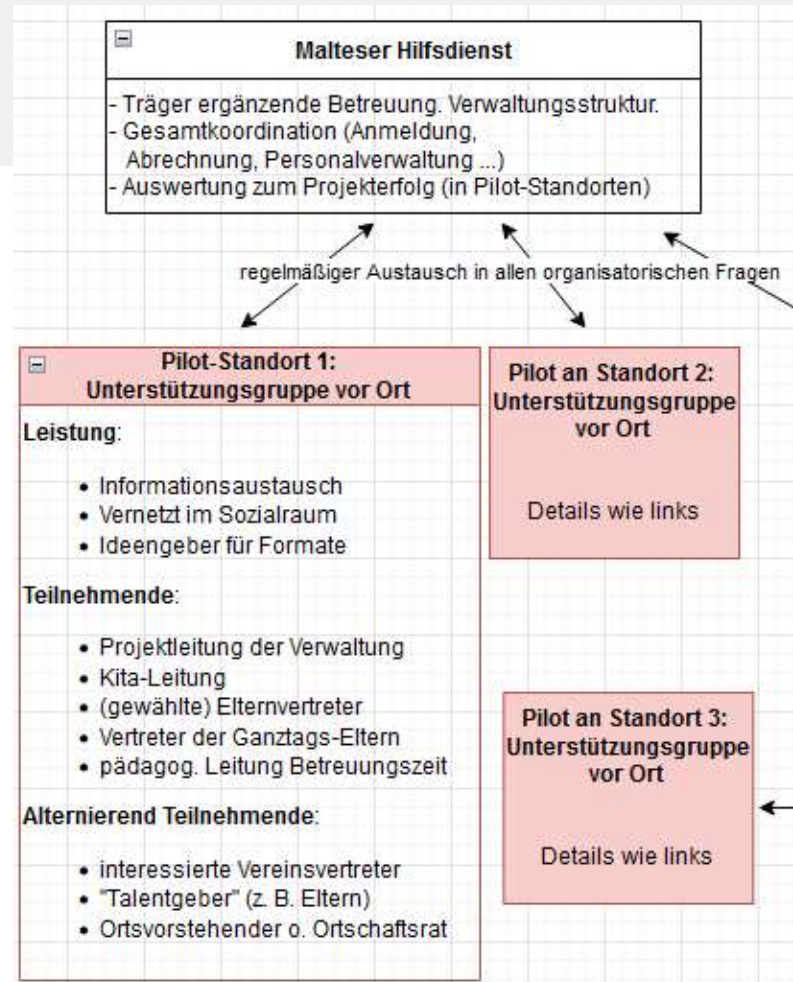 Malteser Hilfsdienst
- Träger ergänzende Betreuung. Verwaltungsstruktur.
- Gesamtkoordination (Anmeldung,
Abrechnung, Personalverwaltung ...)
- Auswertung zum Projekterfolg (in Pilot-Standorten)
regelmäßiger Austausch in allen organisatorischen Fragen
Pilot-Standort 1:
Unterstützungsgruppe vor Ort
Leistung:
• Informationsaustausch
• Vernetzt im Sozialraum
• Ideengeber für Formate
Teilnehmende:
• Projektleitung der Verwaltung
• Kita-Leitung
• (gewählte) Elternvertreter
• Vertreter der Ganztags-Eltern
• pädagog. Leitung Betreuungszeit
Alternierend Teilnehmende:
• interessierte Vereinsvertreter
• "Talentgeber" (z. B. Eltern)
• Ortsvorstehender o. Ortschaftsrat
Pilot an Standort 2:
Unterstützungsgruppe
vor Ort
Details wie links
Pilot an Standort 3:
Unterstützungsgruppe
vor Ort
Details wie links